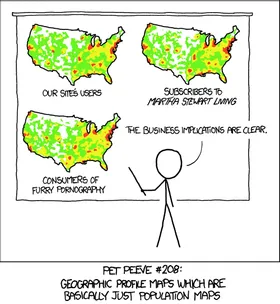 OUR SITE'S USERS
SUBSCRIBERS TO
MARTHA STEWART LIVING
CONSUMERS OF
FURRY PORNOGRAPHY
THE BUSINESS IMPLICATIONS ARE CLEAR.
PET PEEVE #208:
GEOGRAPHIC PROFILE MAPS WHICH ARE
BASICALLY JUST POPULATION MAPS